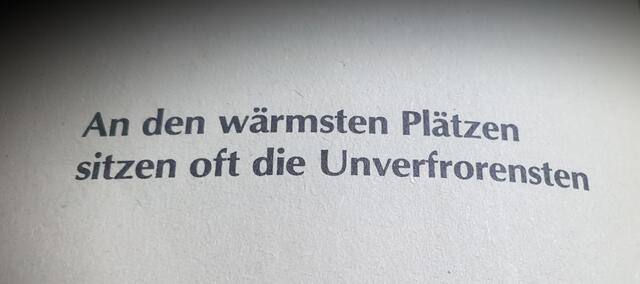 An den wärmsten Plätzen
sitzen oft die Unverfrorensten